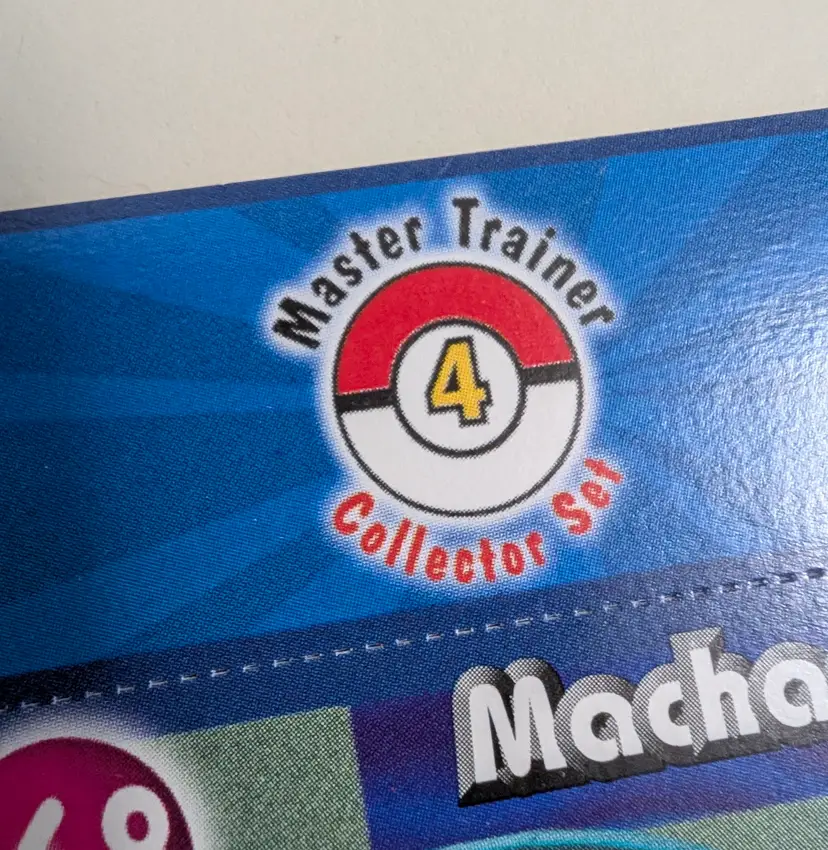 Master Trainer
4
Collector Set
Macha